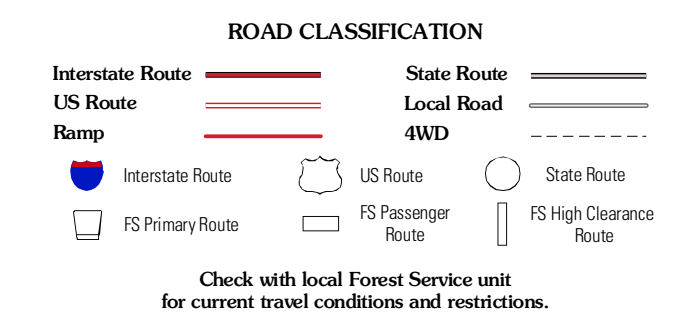 ROAD CLASSIFICATION
Interstate Route
State Route
US Route
Local Road
Ramp
4WD
Interstate Route
US Route
State Route
FS Primary Route
FS Passenger
Route
FS High Clearance
Route
Check with local Forest Service unit
for current travel conditions and restrictions.